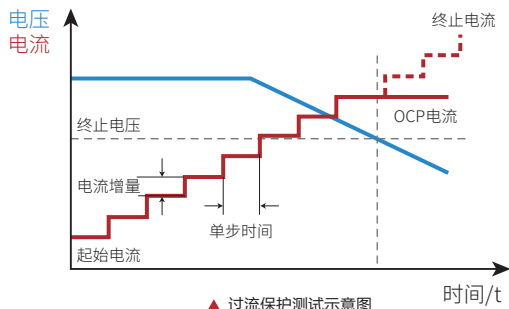 电压
电流
终止电流
OCP电流
终止电压
电流增量
单步时间
起始电流
时间/t
▲ 过流保护测试示意图